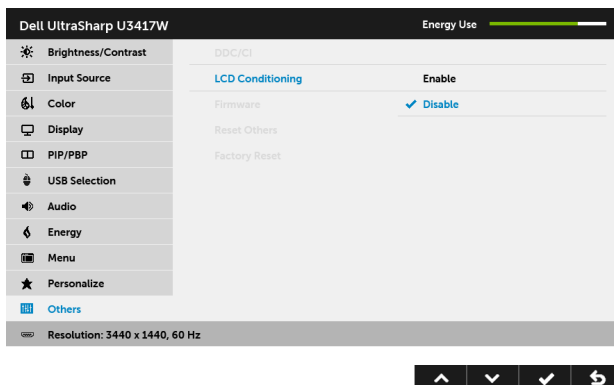 Dell UltraSharp U3417W
Energy Use
Brightness/Contrast
DDC/CI
Input Source
LCD Conditioning
Enable
Color
Firmware
Disable
Display
Reset Others
PIP/PBP
Factory Reset
USB Selection
Audio
Energy
Menu
Personalize
Others
Resolution: 3440 x 1440, 60 Hz